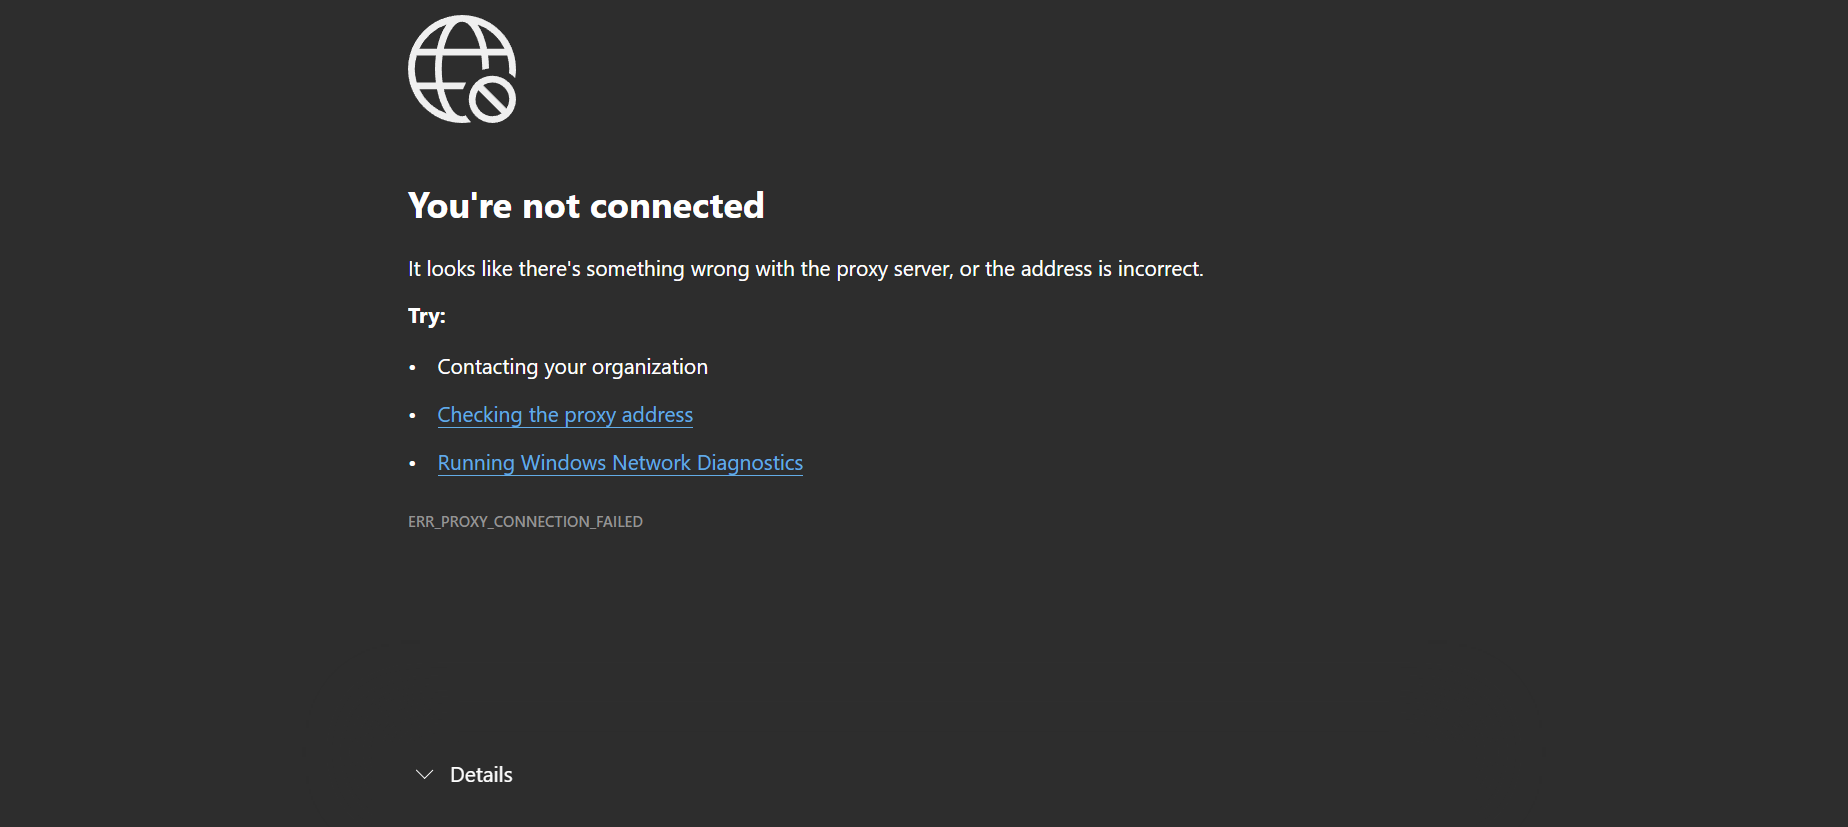 You're not connected
It looks like there's something wrong with the proxy server, or the address is incorrect.
Try:
• Contacting your organization
• Checking the proxy address
• Running Windows Network Diagnostics
ERR_PROXY_CONNECTION_FAILED
Details